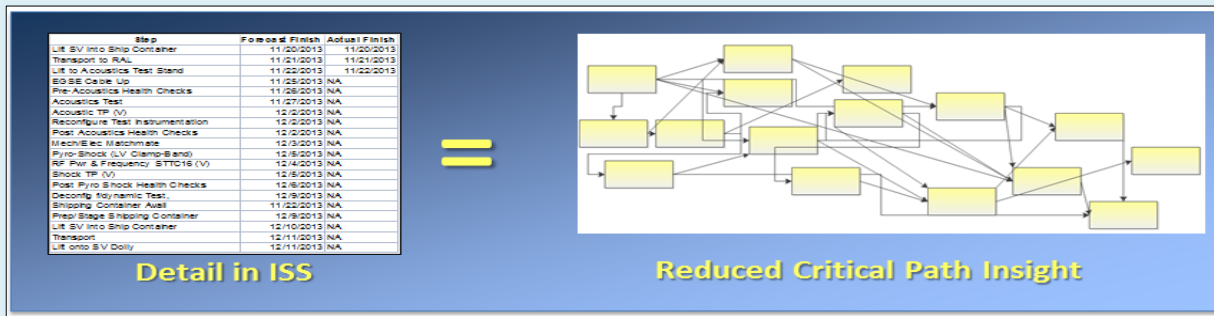 Step Forecast Finish Actual Finish
Lift SV Into Ship Container 11/20/2013 11/20/2013
Transport to RAL 11/21/2013 11/21/2013
Lift to Acoustics Test Stand 11/22/2013 11/22/2013
EGSE Cable Up 11/25/2013 NA
Pre-Acoustics Health Checks 11/26/2013 NA
Acoustics Test 11/27/2013 NA
Acoustic TP (V) 12/2/2013 NA
Reconfigure Test Instrumentation 12/2/2013 NA
Post Acoustics Health Checks 12/2/2013 NA
Mech/Elec Matchmate 12/3/2013 NA
Pyro-Shock (LV Clamp-Band) 12/5/2013 NA
RF Pwr & Frequency STTC16 (V) 12/4/2013 NA
Shock TP (V) 12/5/2013 NA
Post Pyro Shock Health Checks 12/6/2013 NA
Deconfig f/dynamic Test, 12/9/2013 NA
Shipping Container Avail 11/22/2013 NA
Prep/Stage Shipping Container 12/9/2013 NA
Lift SV Into Ship Container 12/10/2013 NA
Transport 12/11/2013 NA
Lift onto SV Dolly 12/11/2013 NA
=
Detail in ISS
Reduced Critical Path Insight